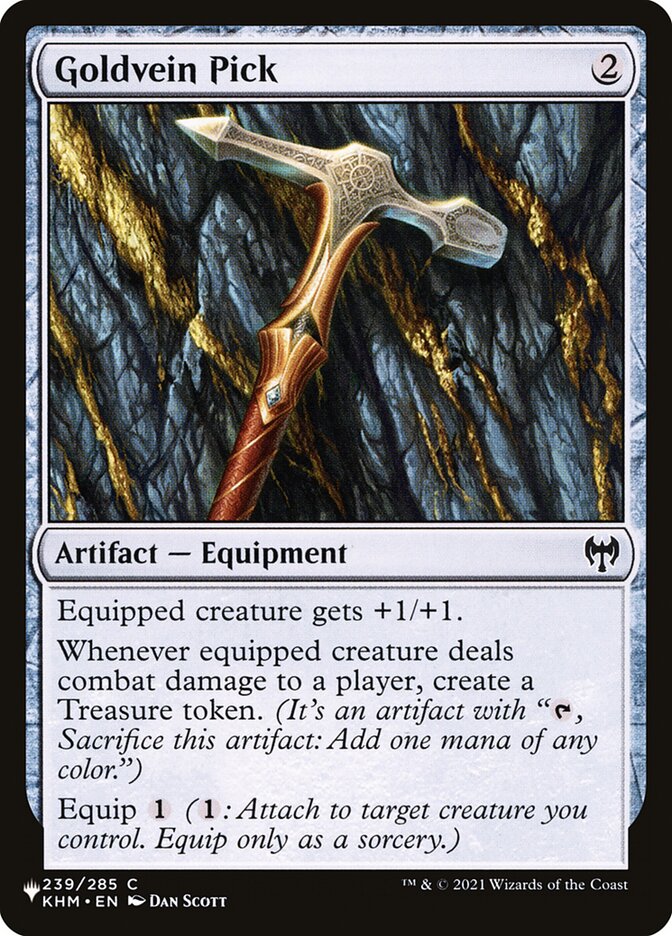 Goldvein Pick 2
Artifact — Equipment
Equipped creature gets +1/+1.
Whenever equipped creature deals
combat damage to a player, create a
Treasure token. (It's an artifact with “,
Sacrifice this artifact: Add one mana of any
color.”)
Equip 1 (1: Attach to target creature you
control. Equip only as a sorcery.)
239/285 C
KHM • EN DAN SCOTT
™ & © 2021 Wizards of the Coast